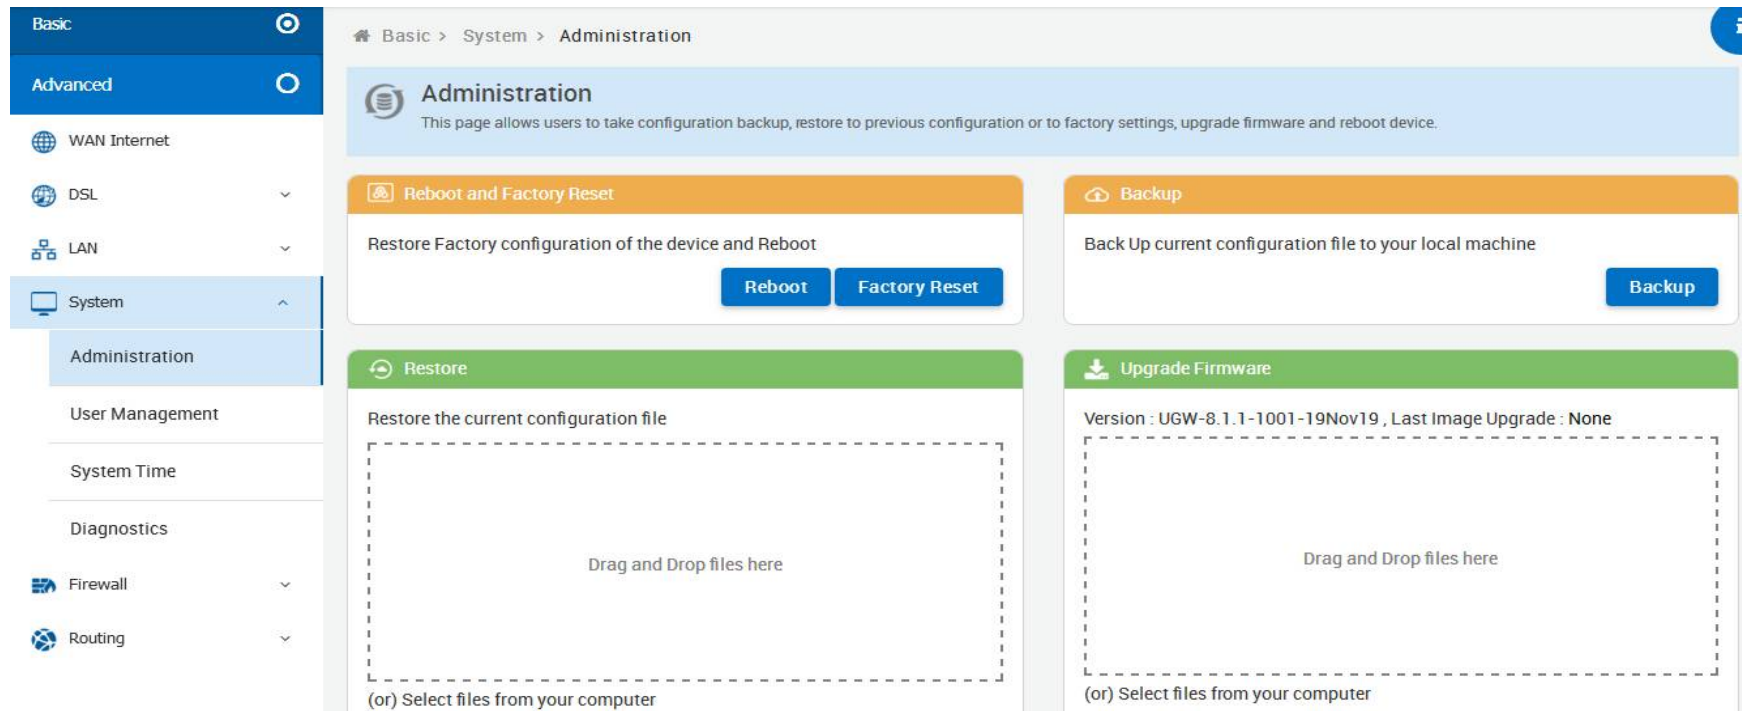 Basic
Advanced
WAN Internet
DSL
LAN
System
Administration
User Management
System Time
Diagnostics
Firewall
Routing
Basic > System > Administration
Administration
This page allows users to take configuration backup, restore to previous configuration or to factory settings, upgrade firmware and reboot device.
Reboot and Factory Reset
Restore Factory configuration of the device and Reboot
Reboot Factory Reset
Backup
Back Up current configuration file to your local machine
Backup
Restore
Restore the current configuration file
Drag and Drop files here
(or) Select files from your computer
Upgrade Firmware
Version : UGW-8.1.1-1001-19Nov19 , Last Image Upgrade : None
Drag and Drop files here
(or) Select files from your computer